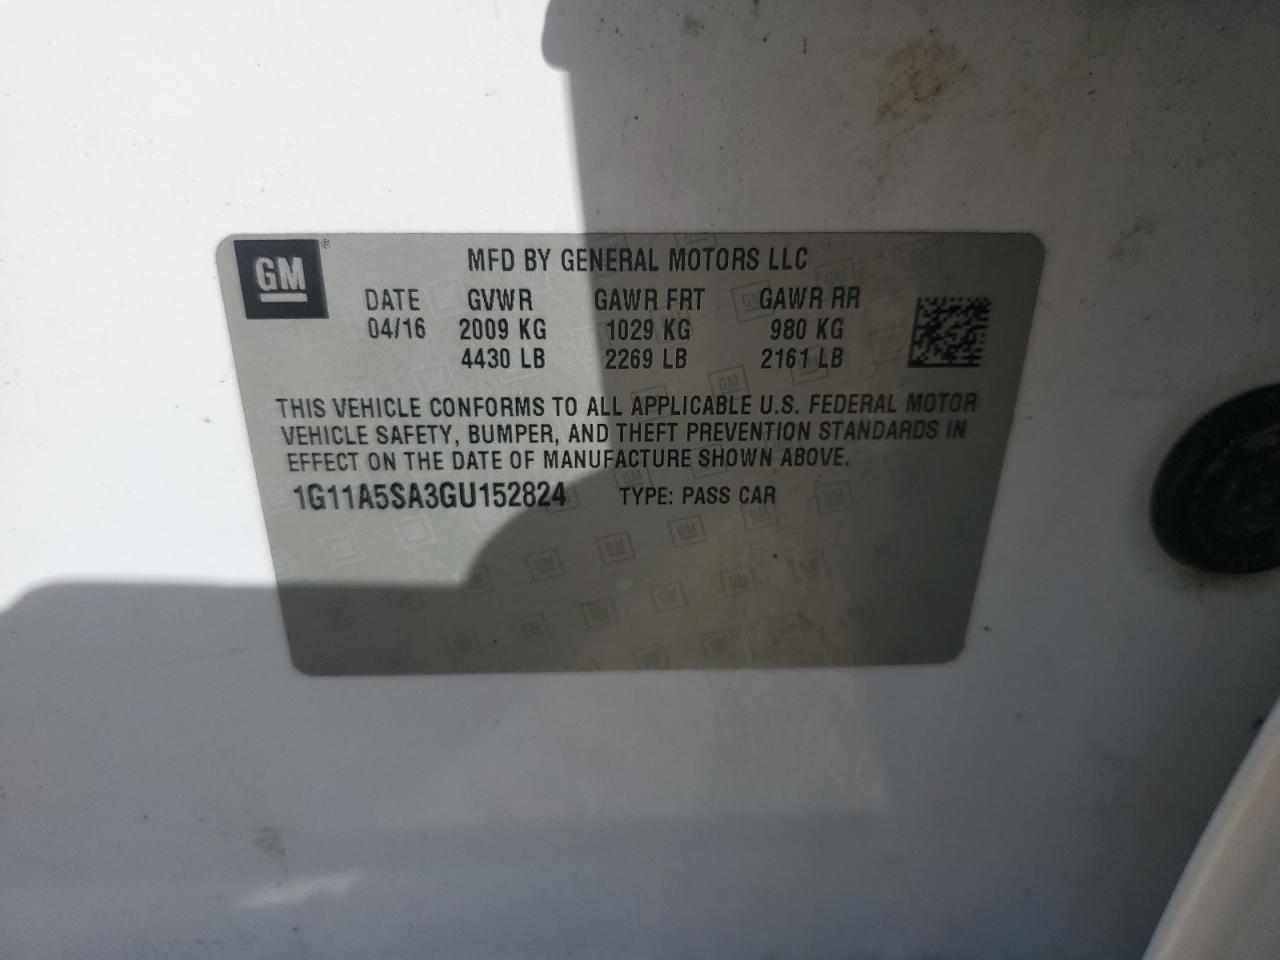 GM®
MFD BY GENERAL MOTORS LLC
DATE GVWR GAWR FRT GAWR RR
04/16 2009 KG 1029 KG 980 KG
4430 LB 2269 LB 2161 LB
THIS VEHICLE CONFORMS TO ALL APPLICABLE U.S. FEDERAL MOTOR
VEHICLE SAFETY, BUMPER, AND THEFT PREVENTION STANDARDS IN
EFFECT ON THE DATE OF MANUFACTURE SHOWN ABOVE.
1G11A5SA3GU152824 TYPE: PASS CAR